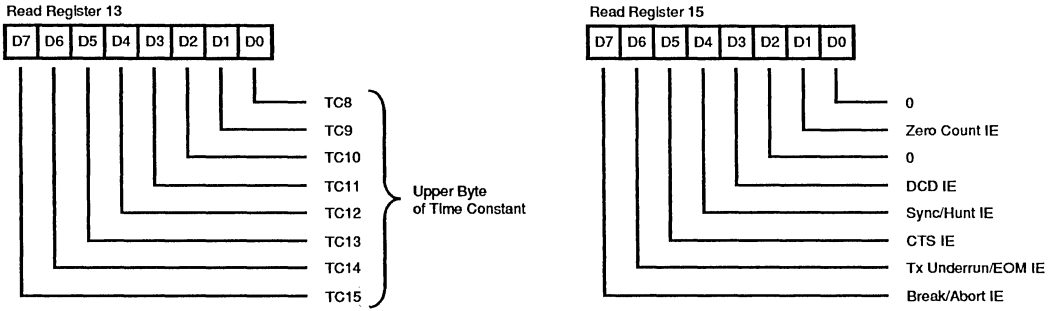 Read Register 13
D7 D6 D5 D4 D3 D2 D1 D0
TC8
TC9
TC10
TC11
TC12
TC13
TC14
TC15
Upper Byte
of Time Constant
Read Register 15
D7 D6 D5 D4 D3 D2 D1 D0
0
Zero Count IE
0
DCD IE
Sync/Hunt IE
CTS IE
Tx Underrun/EOM IE
Break/Abort IE